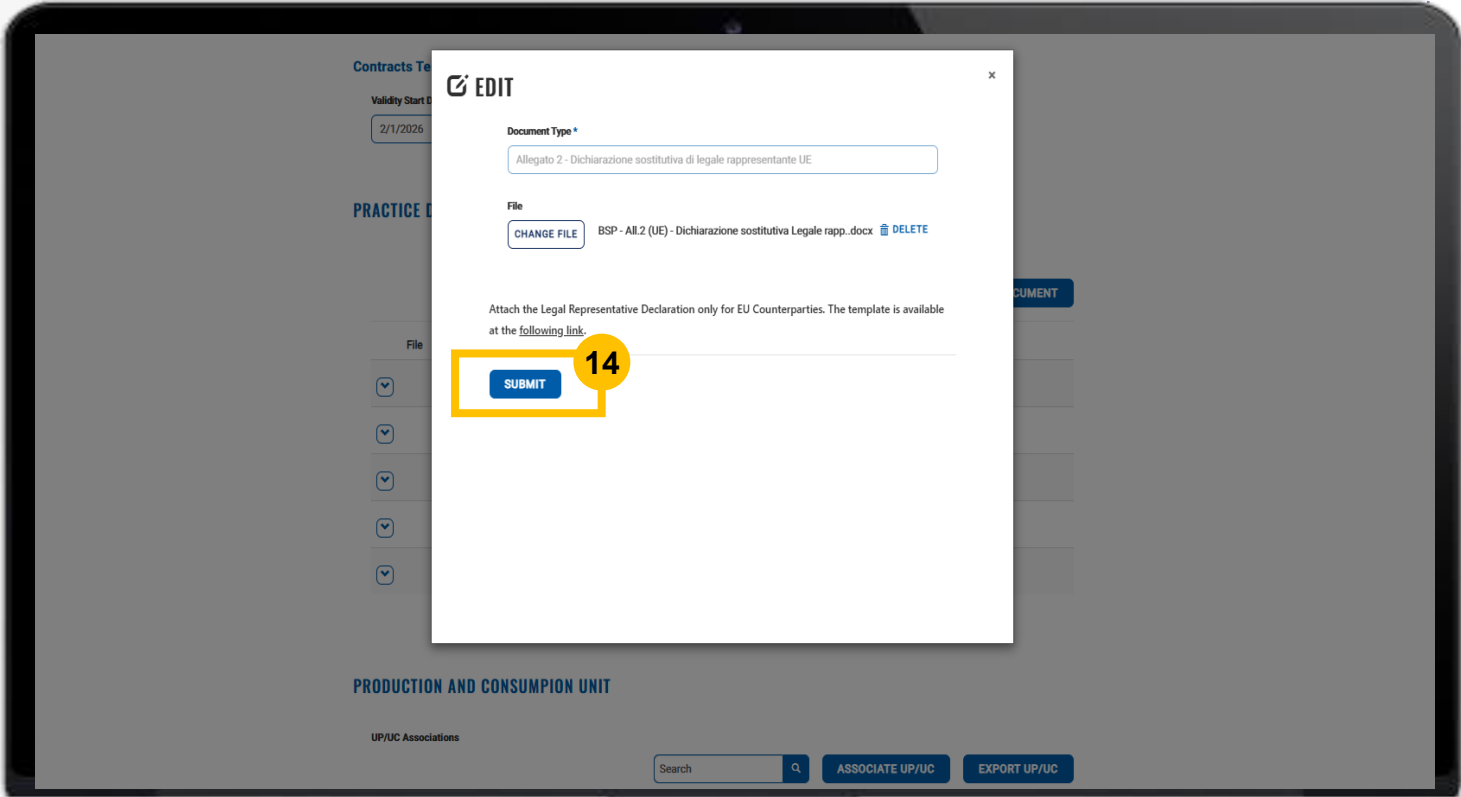 Contracts Te
EDIT
×
Validity Start D
2/1/2026
Document Type *
Allegato 2 - Dichiarazione sostitutiva di legale rappresentante UE
PRACTICE D
File
CHANGE FILE
BSP - All.2 (UE) - Dichiarazione sostitutiva Legale rapp..docx
DELETE
CUMENT
Attach the Legal Representative Declaration only for EU Counterparties. The template is available
at the following link.
File
14
SUBMIT
PRODUCTION AND CONSUMPION UNIT
UP/UC Associations
Search
ASSOCIATE UP/UC
EXPORT UP/UC